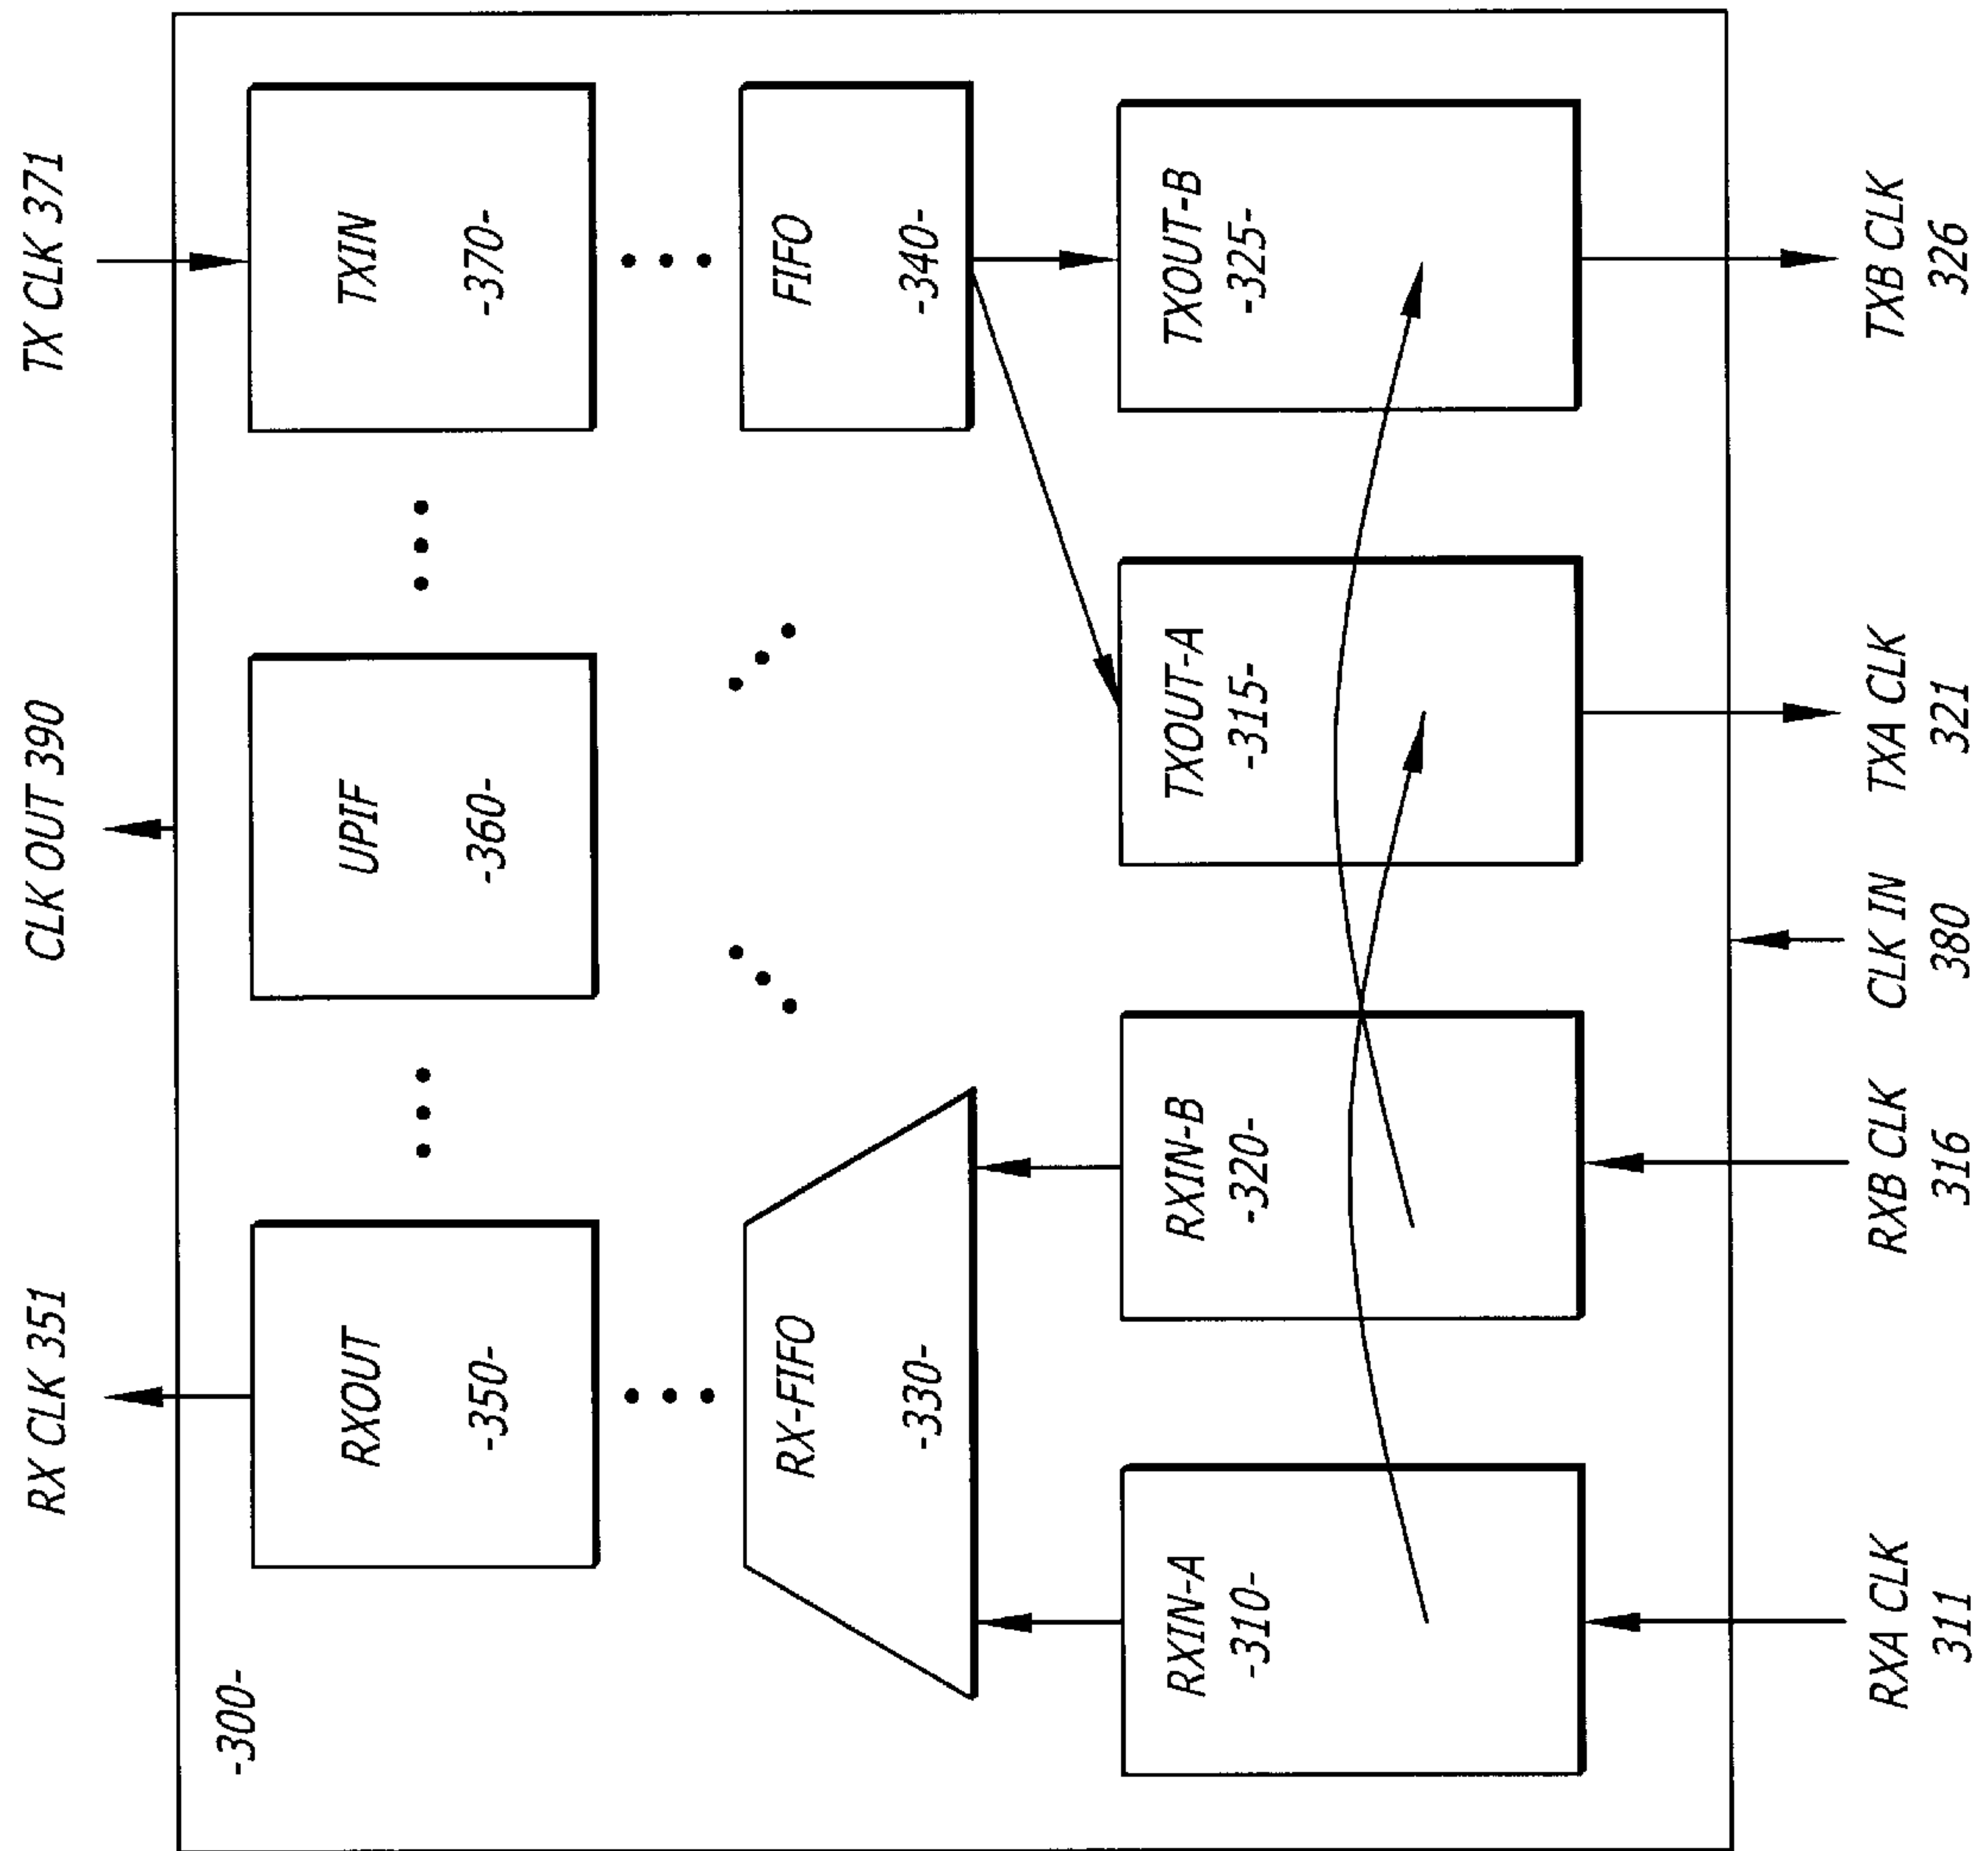 -300-
RX CLK 351
CLK OUT 390
TX CLK 371
RXOUT
-350-
UPIF
-360-
TXIN
-370-
RX-FIFO
-330-
FIFO
-340-
RXIN-A
-310-
RXIN-B
-320-
TXOUT-A
-315-
TXOUT-B
-325-
RXA CLK
311
RXB CLK
316
CLK IN
380
TXA CLK
321
TXB CLK
326